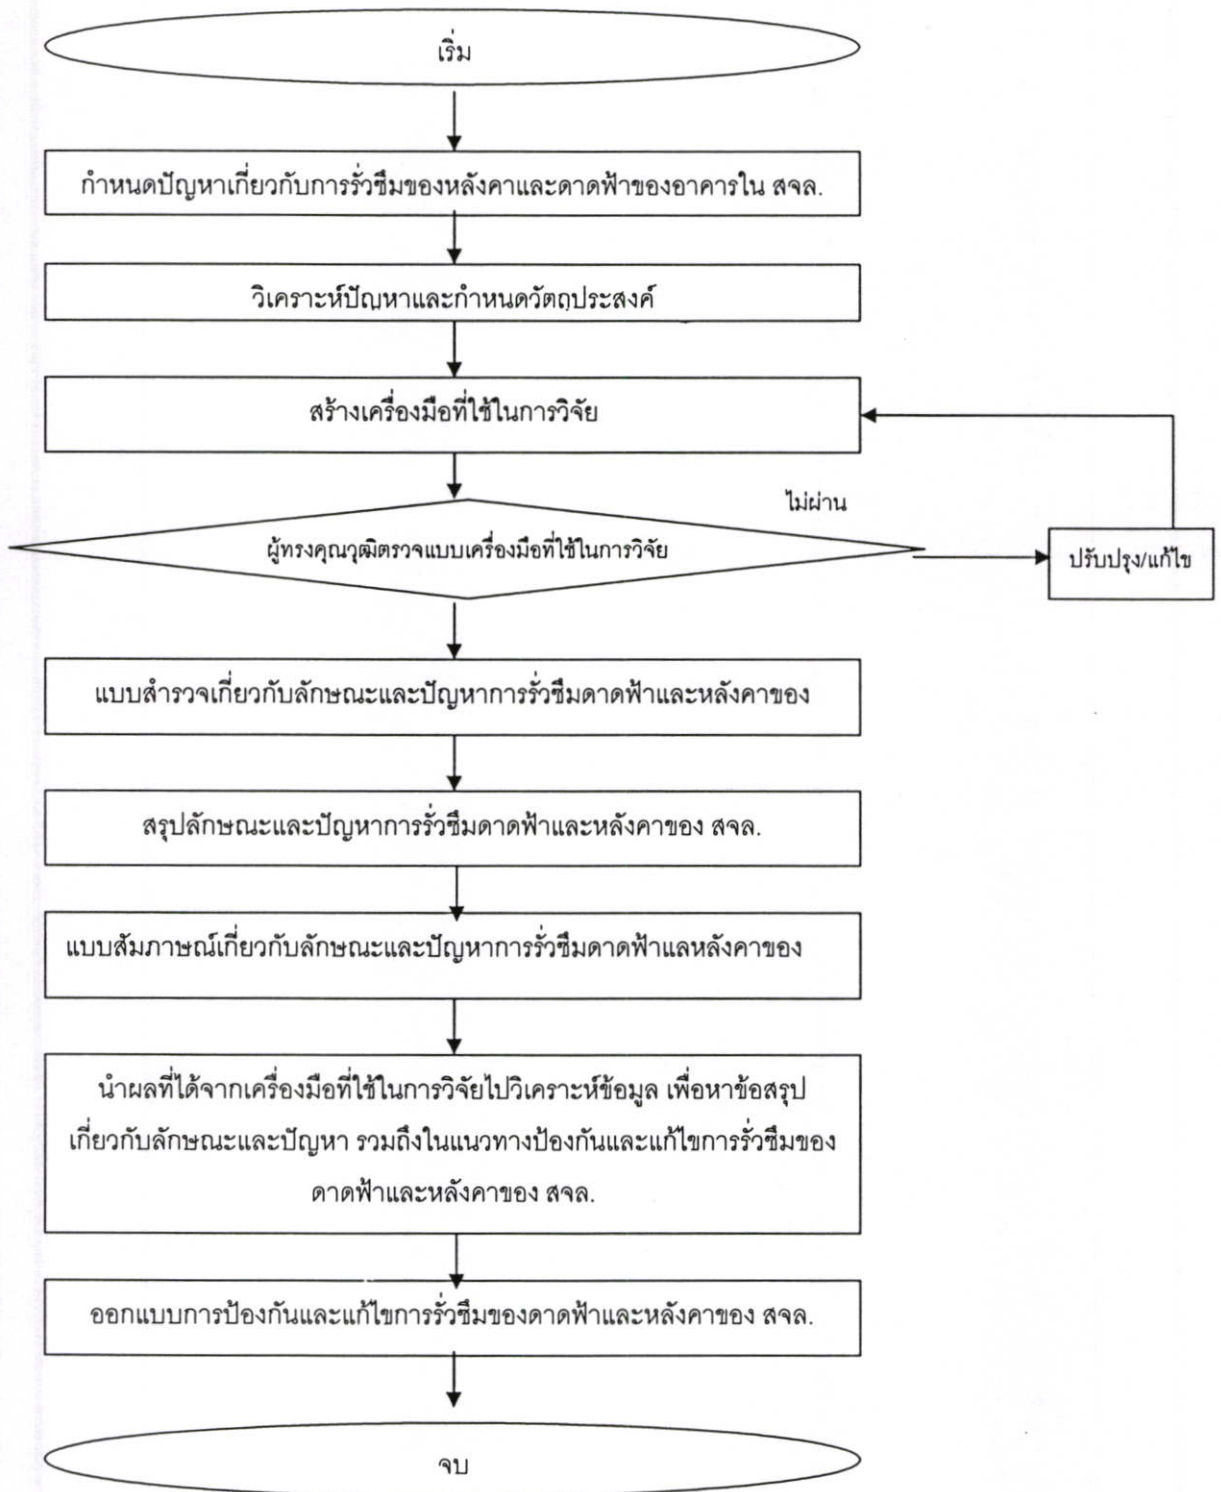 เริ่ม
กำหนดปัญหาเกี่ยวกับการรั่วซึมของหลังคาและดาดฟ้าของอาคารใน สจล.
วิเคราะห์ปัญหาและกำหนดวัตถุประสงค์
สร้างเครื่องมือที่ใช้ในการวิจัย
ไม่ผ่าน
ผู้ทรงคุณวุฒิตรวจแบบเครื่องมือที่ใช้ในการวิจัย
ปรับปรุง/แก้ไข
แบบสำรวจเกี่ยวกับลักษณะและปัญหาการรั่วซึมดาดฟ้าและหลังคาของ
สรุปลักษณะและปัญหาการรั่วซึมดาดฟ้าและหลังคาของ สจล.
แบบสัมภาษณ์เกี่ยวกับลักษณะและปัญหาการรั่วซึมดาดฟ้าแลหลังคาของ
นำผลที่ได้จากเครื่องมือที่ใช้ในการวิจัยไปวิเคราะห์ข้อมูล เพื่อหาข้อสรุป
เกี่ยวกับลักษณะและปัญหา รวมถึงในแนวทางป้องกันและแก้ไขการรั่วซึมของ
ดาดฟ้าและหลังคาของ สจล.
ออกแบบการป้องกันและแก้ไขการรั่วซึมของดาดฟ้าและหลังคาของ สจล.
จบ